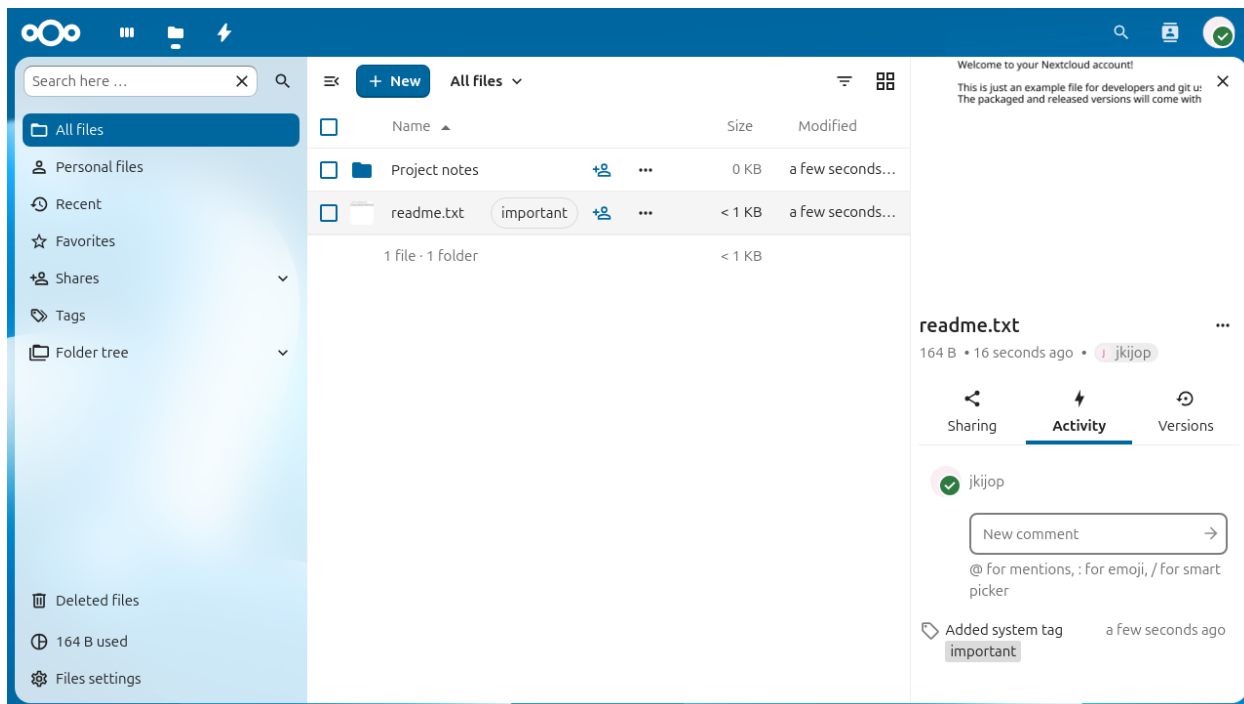 Search here ...
All files
Personal files
Recent
Favorites
Shares
Tags
Folder tree
Deleted files
164 B used
Files settings
+ New
All files
Name
Size
Modified
Project notes
0 KB
a few seconds...
readme.txt
important
< 1 KB
a few seconds...
1 file · 1 folder
< 1 KB
Welcome to your Nextcloud account!
This is just an example file for developers and git u
The packaged and released versions will come with
readme.txt
164 B • 16 seconds ago • J jkijop
Sharing
Activity
Versions
jkijop
New comment
@ for mentions, : for emoji, / for smart
picker
Added system tag
a few seconds ago
important